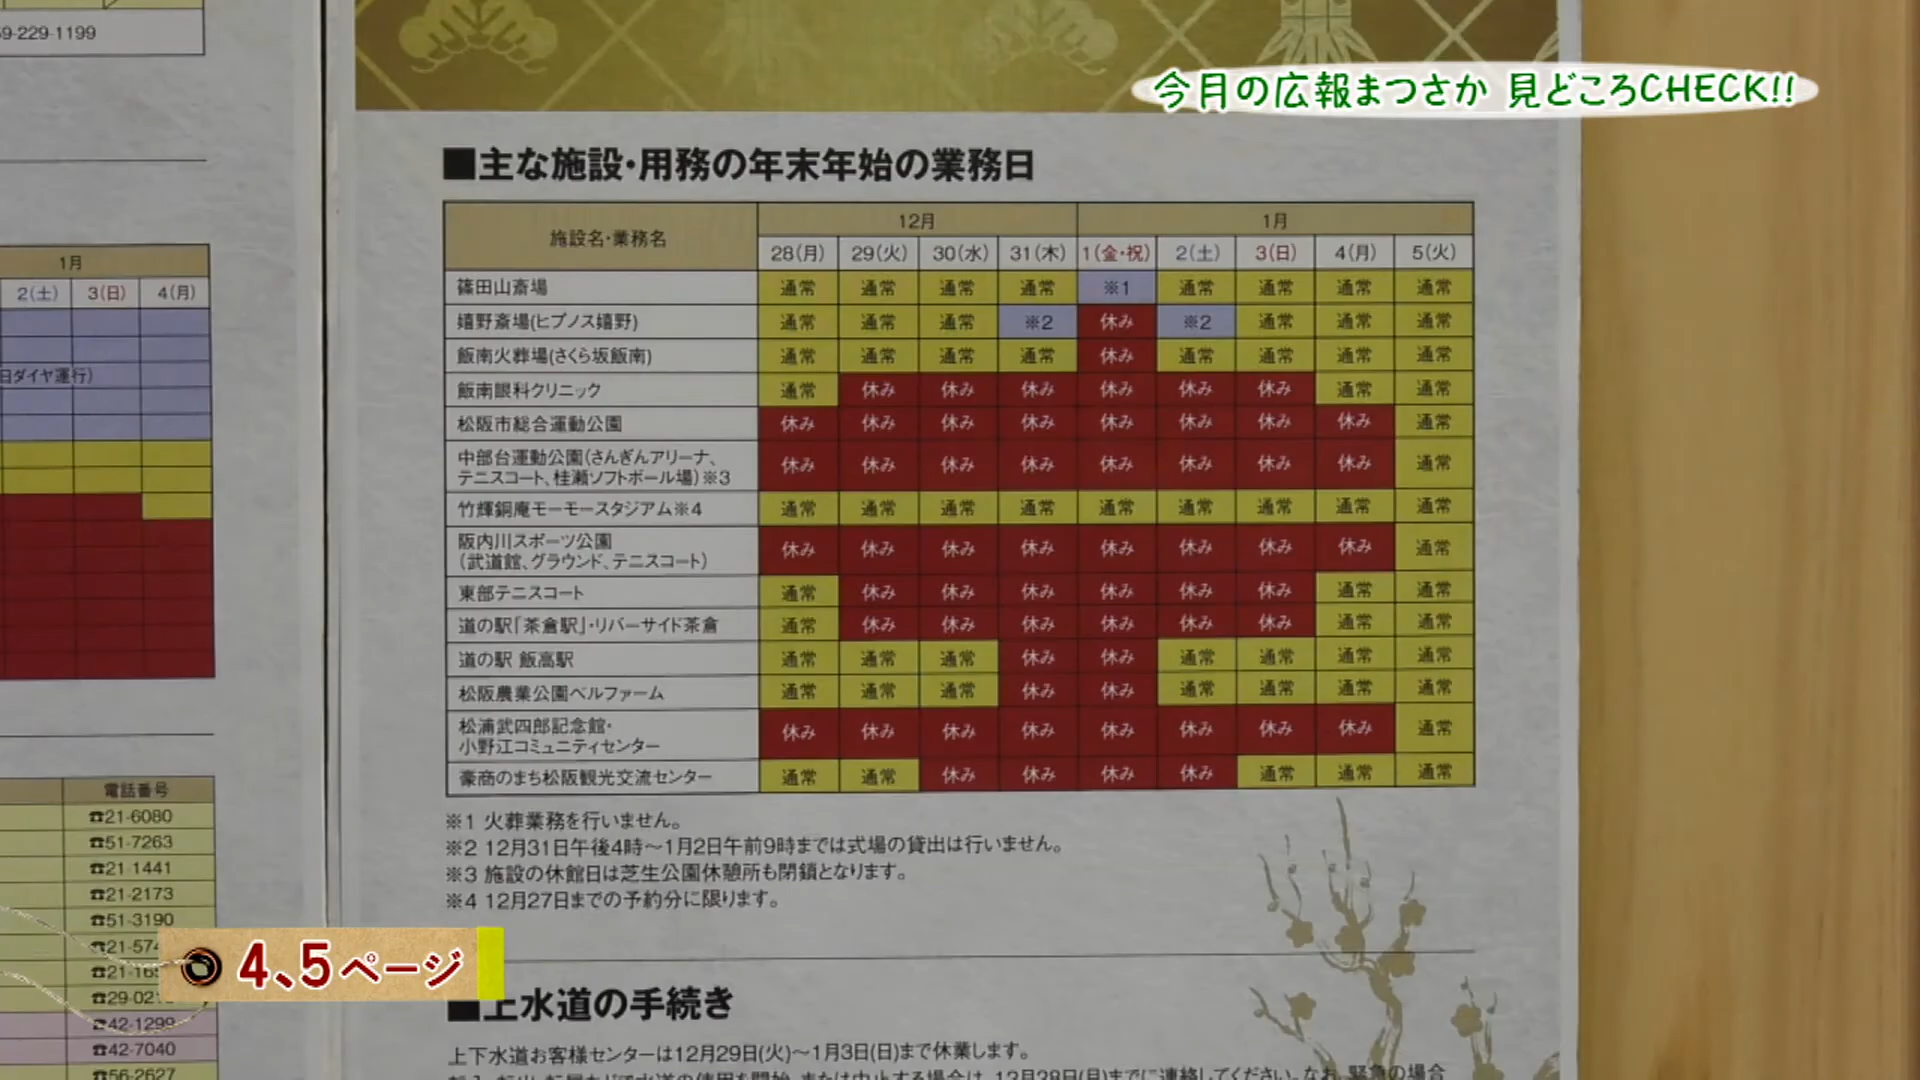 今月の広報まつさか 見どころCHECK!!
9-229-1199
1月
2(土) 3(日) 4(月)
日ダイヤ運行)
電話番号
☎21-6080
☎51-7263
☎21-1441
☎21-2173
☎51-3190
☎42-1299
☎42-7040
☎56-2627
■主な施設・用務の年末年始の業務日
施設名・業務名 12月 1月
28(月) 29(火) 30(水) 31(木) 1(金・祝) 2(土) 3(日) 4(月) 5(火)
篠田山斎場 通常 通常 通常 通常 ※1 通常 通常 通常 通常
嬉野斎場(ヒプノス嬉野) 通常 通常 通常 ※2 休み ※2 通常 通常 通常
飯南火葬場(さくら坂飯南) 通常 通常 通常 通常 休み 通常 通常 通常 通常
飯南眼科クリニック 通常 休み 休み 休み 休み 休み 休み 通常 通常
松阪市総合運動公園 休み 休み 休み 休み 休み 休み 休み 休み 通常
中部台運動公園(さんぎんアリーナ、
テニスコート、桂瀬ソフトボール場)※3 休み 休み 休み 休み 休み 休み 休み 休み 通常
竹輝銅庵モーモースタジアム※4 通常 通常 通常 通常 通常 通常 通常 通常 通常
阪内川スポーツ公園
(武道館、グラウンド、テニスコート) 休み 休み 休み 休み 休み 休み 休み 休み 通常
東部テニスコート 通常 休み 休み 休み 休み 休み 休み 通常 通常
道の駅「茶倉駅」・リバーサイド茶倉 通常 休み 休み 休み 休み 休み 休み 通常 通常
道の駅 飯高駅 通常 通常 通常 休み 休み 通常 通常 通常 通常
松阪農業公園ベルファーム 通常 通常 通常 休み 休み 通常 通常 通常 通常
松浦武四郎記念館・
小野江コミュニティセンター 休み 休み 休み 休み 休み 休み 休み 休み 通常
豪商のまち松阪観光交流センター 通常 通常 休み 休み 休み 休み 通常 通常 通常
※1 火葬業務を行いません。
※2 12月31日午後4時～1月2日午前9時までは式場の貸出は行いません。
※3 施設の休館日は芝生公園休憩所も閉鎖となります。
※4 12月27日までの予約分に限ります。
4、5ページ
■上水道の手続き
上下水道お客様センターは12月29日(火)～1月3日(日)まで休業します。